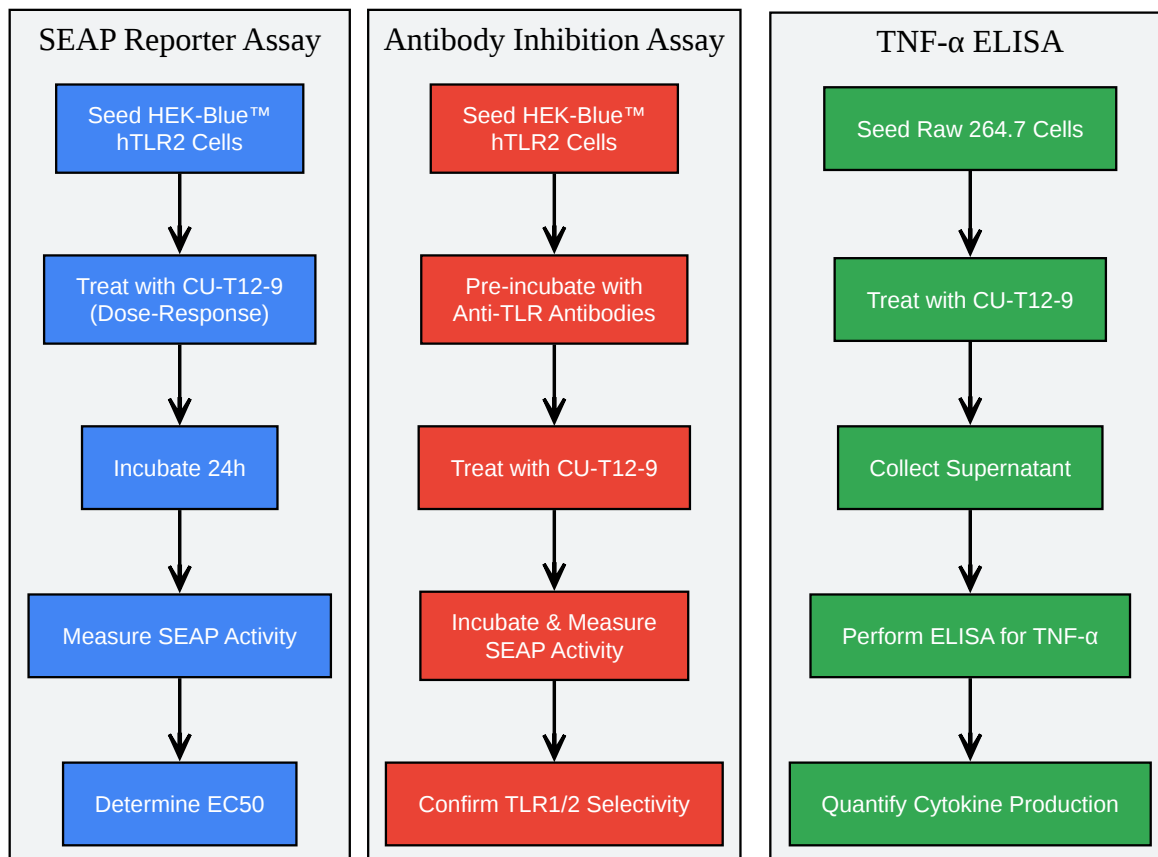 SEAP Reporter Assay
Seed HEK-Blue™
hTLR2 Cells
Treat with CU-T12-9
(Dose-Response)
Incubate 24h
Measure SEAP Activity
Determine EC50
Antibody Inhibition Assay
Seed HEK-Blue™
hTLR2 Cells
Pre-incubate with
Anti-TLR Antibodies
Treat with CU-T12-9
Incubate & Measure
SEAP Activity
Confirm TLR1/2 Selectivity
TNF-α ELISA
Seed Raw 264.7 Cells
Treat with CU-T12-9
Collect Supernatant
Perform ELISA for TNF-α
Quantify Cytokine Production